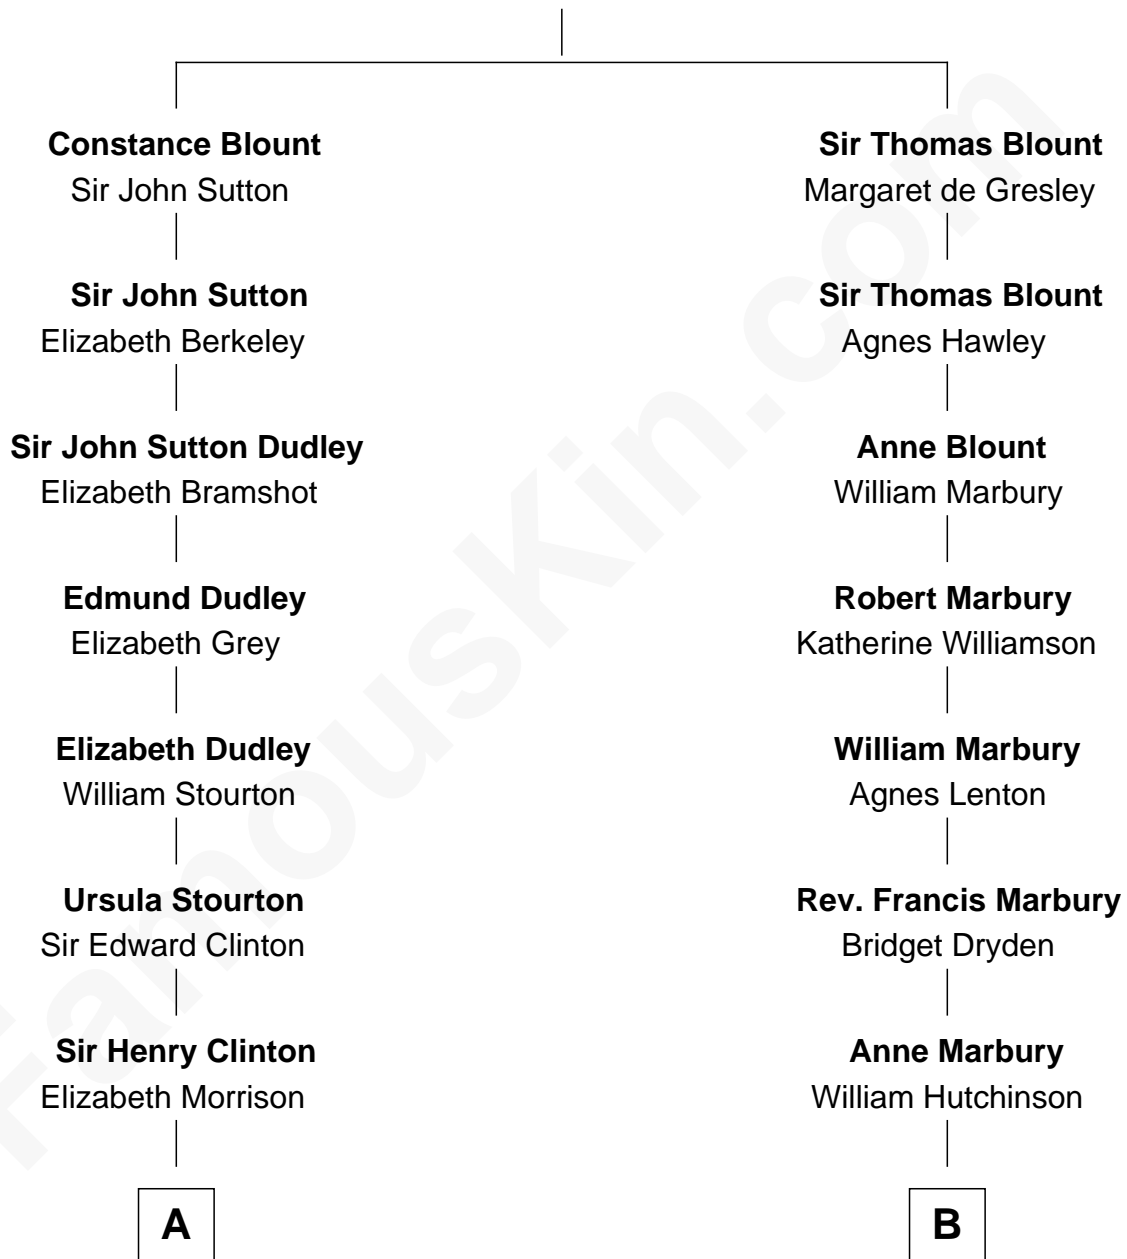 Constance Blount
Sir John Sutton
Sir Thomas Blount
Margaret de Gresley
Sir John Sutton
Elizabeth Berkeley
Sir Thomas Blount
Agnes Hawley
Sir John Sutton Dudley
Elizabeth Bramshot
Anne Blount
William Marbury
Edmund Dudley
Elizabeth Grey
Robert Marbury
Katherine Williamson
Elizabeth Dudley
William Stourton
William Marbury
Agnes Lenton
Ursula Stourton
Sir Edward Clinton
Rev. Francis Marbury
Bridget Dryden
Sir Henry Clinton
Elizabeth Morrison
Anne Marbury
William Hutchinson
A
B
FamousKin.com